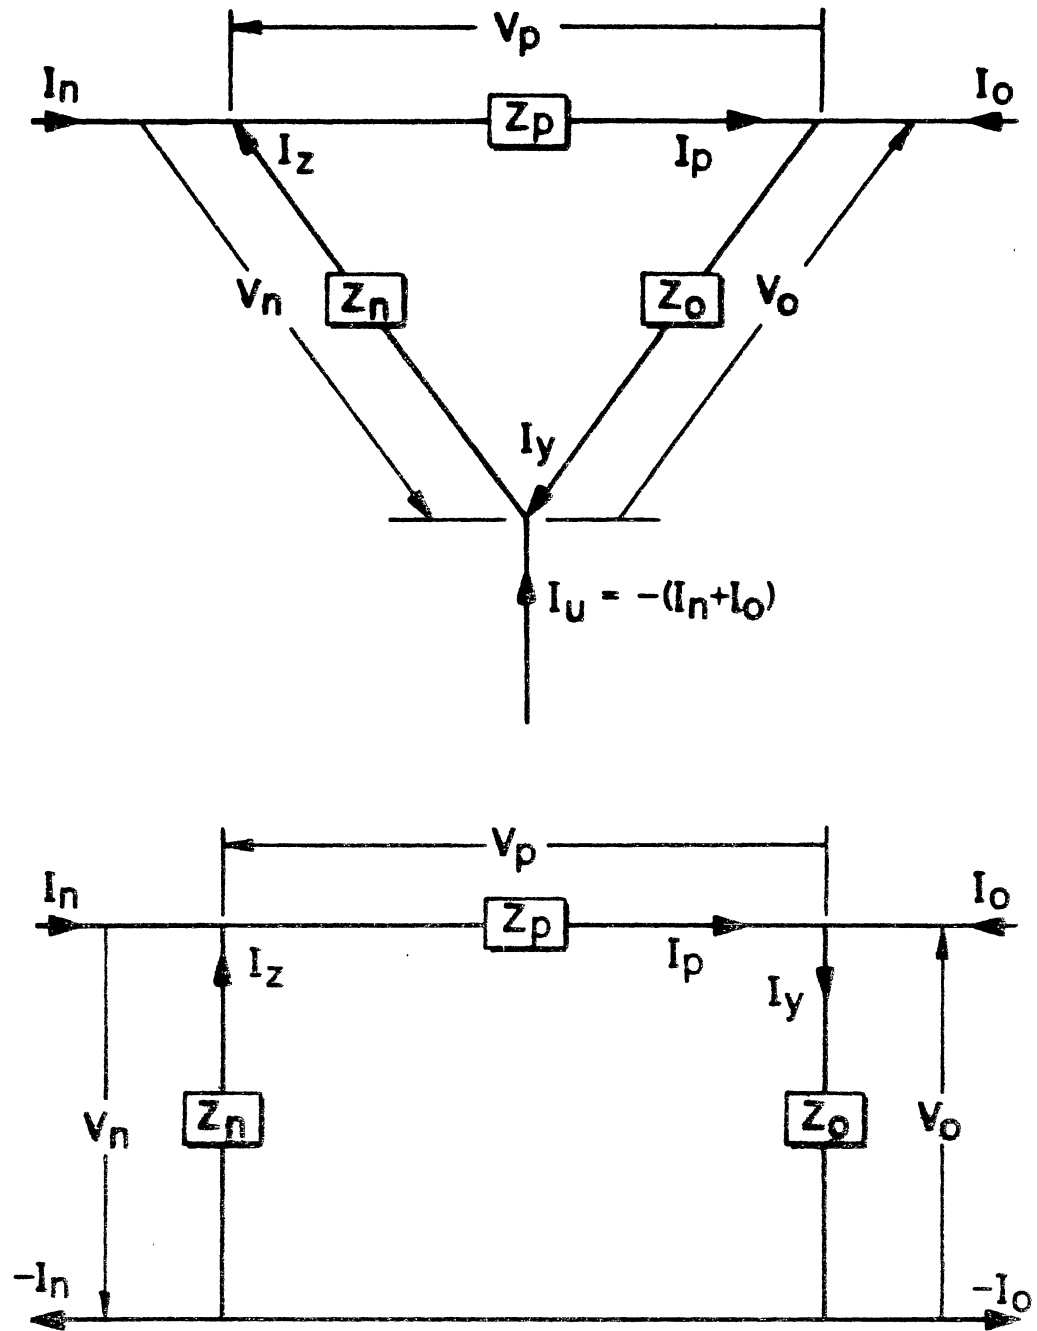 Vp
In
Io
Zp
Iz
Ip
Vn
Zn
Zo
Vo
Iy
Iu = -(In+Io)
Vp
In
Io
Zp
Iz
Ip
Iy
Vn
Zn
Zo
Vo
-In
-Io